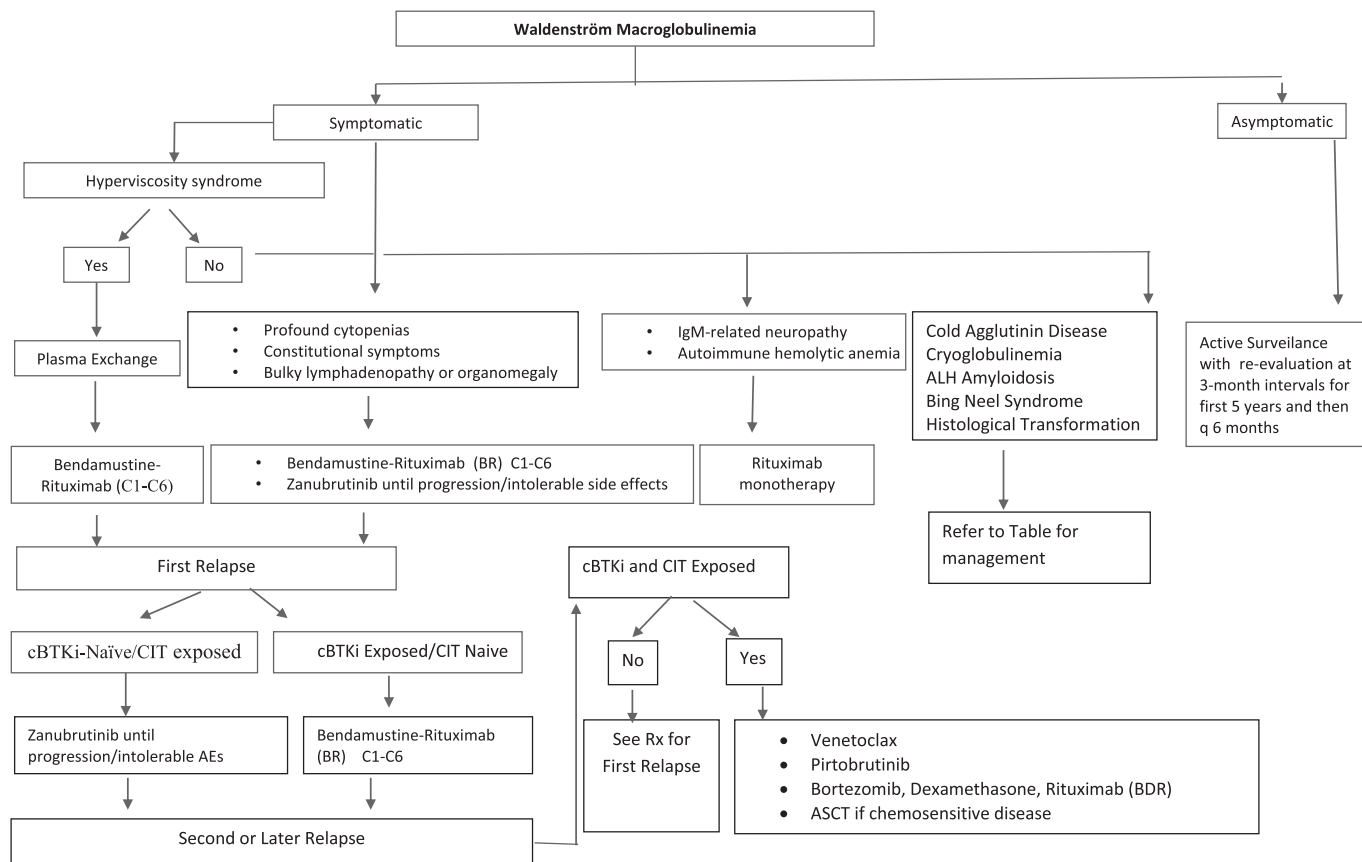 Waldenström Macroglobulinemia
Symptomatic
Asymptomatic
Hyperviscosity syndrome
Yes
No
Plasma Exchange
• Profound cytopenias
• Constitutional symptoms
• Bulky lymphadenopathy or organomegaly
• IgM-related neuropathy
• Autoimmune hemolytic anemia
Cold Agglutinin Disease
Cryoglobulinemia
ALH Amyloidosis
Bing Neel Syndrome
Histological Transformation
Active Surveilance
with re-evaluation at
3-month intervals for
first 5 years and then
q 6 months
Bendamustine-
Rituximab (C1-C6)
• Bendamustine-Rituximab (BR) C1-C6
• Zanubrutinib until progression/intolerable side effects
Rituximab
monotherapy
Refer to Table for
management
First Relapse
cBTKi and CIT Exposed
cBTKi-Naïve/CIT exposed
cBTKi Exposed/CIT Naive
No
Yes
Zanubrutinib until
progression/intolerable AEs
Bendamustine-Rituximab
(BR) C1-C6
See Rx for
First Relapse
• Venetoclax
• Pirtobrutinib
• Bortezomib, Dexamethasone, Rituximab (BDR)
• ASCT if chemosensitive disease
Second or Later Relapse